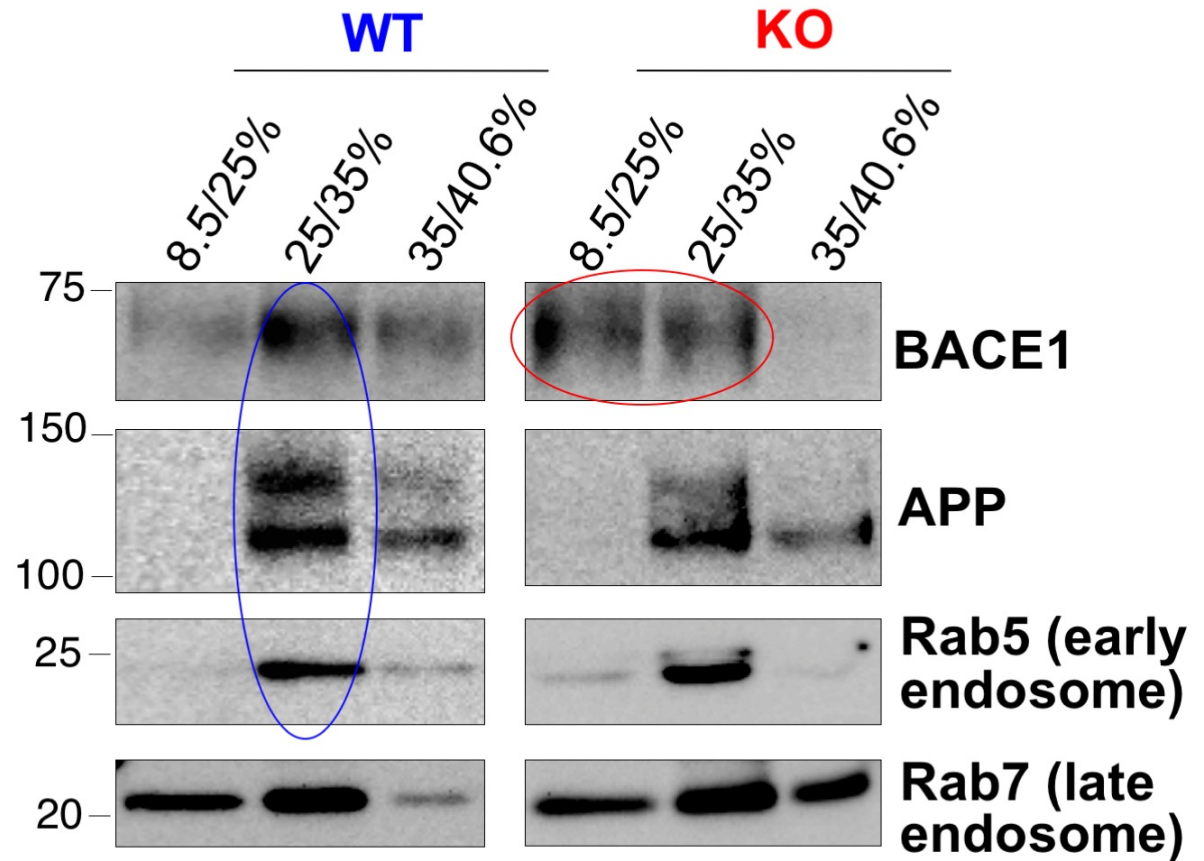 WT
KO
8.5/25%
25/35%
35/40.6%
8.5/25%
25/35%
35/40.6%
75
BACE1
150
100
APP
25
Rab5 (early
endosome)
20
Rab7 (late
endosome)